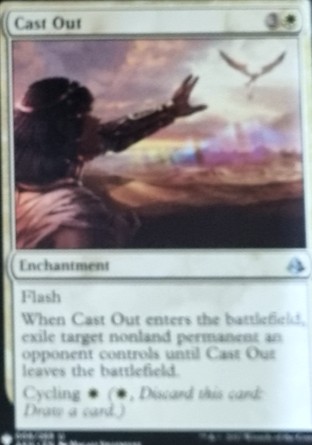 Cast Out 3
Enchantment
Flash
When Cast Out enters the battlefield,
exile target nonland permanent an
opponent controls until Cast Out
leaves the battlefield.
Cycling (, Discard this card:
Draw a card.)